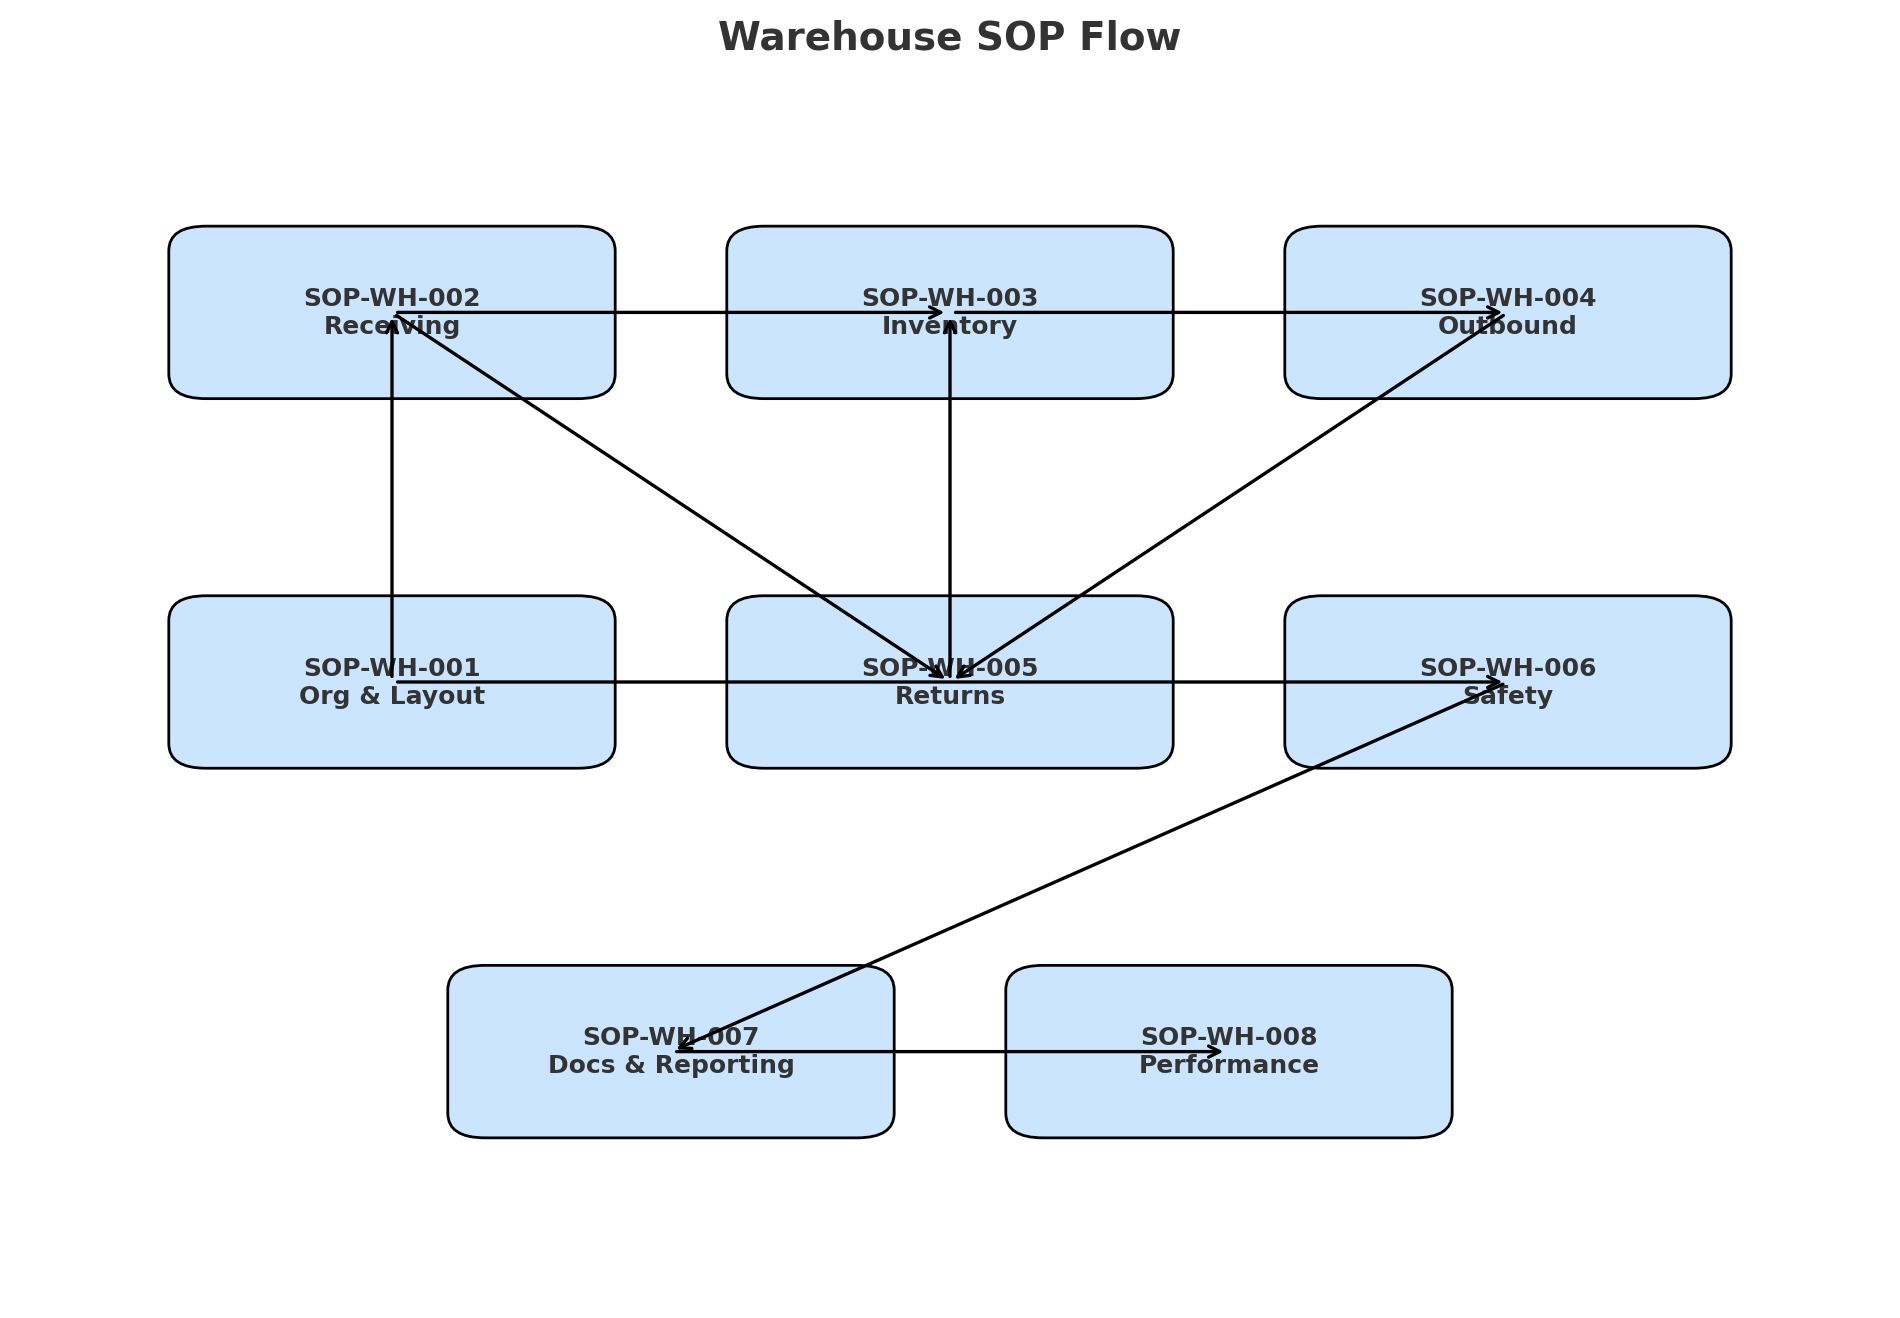 Warehouse SOP Flow
SOP-WH-002
Receiving
SOP-WH-003
Inventory
SOP-WH-004
Outbound
SOP-WH-001
Org & Layout
SOP-WH-005
Returns
SOP-WH-006
Safety
SOP-WH-007
Docs & Reporting
SOP-WH-008
Performance